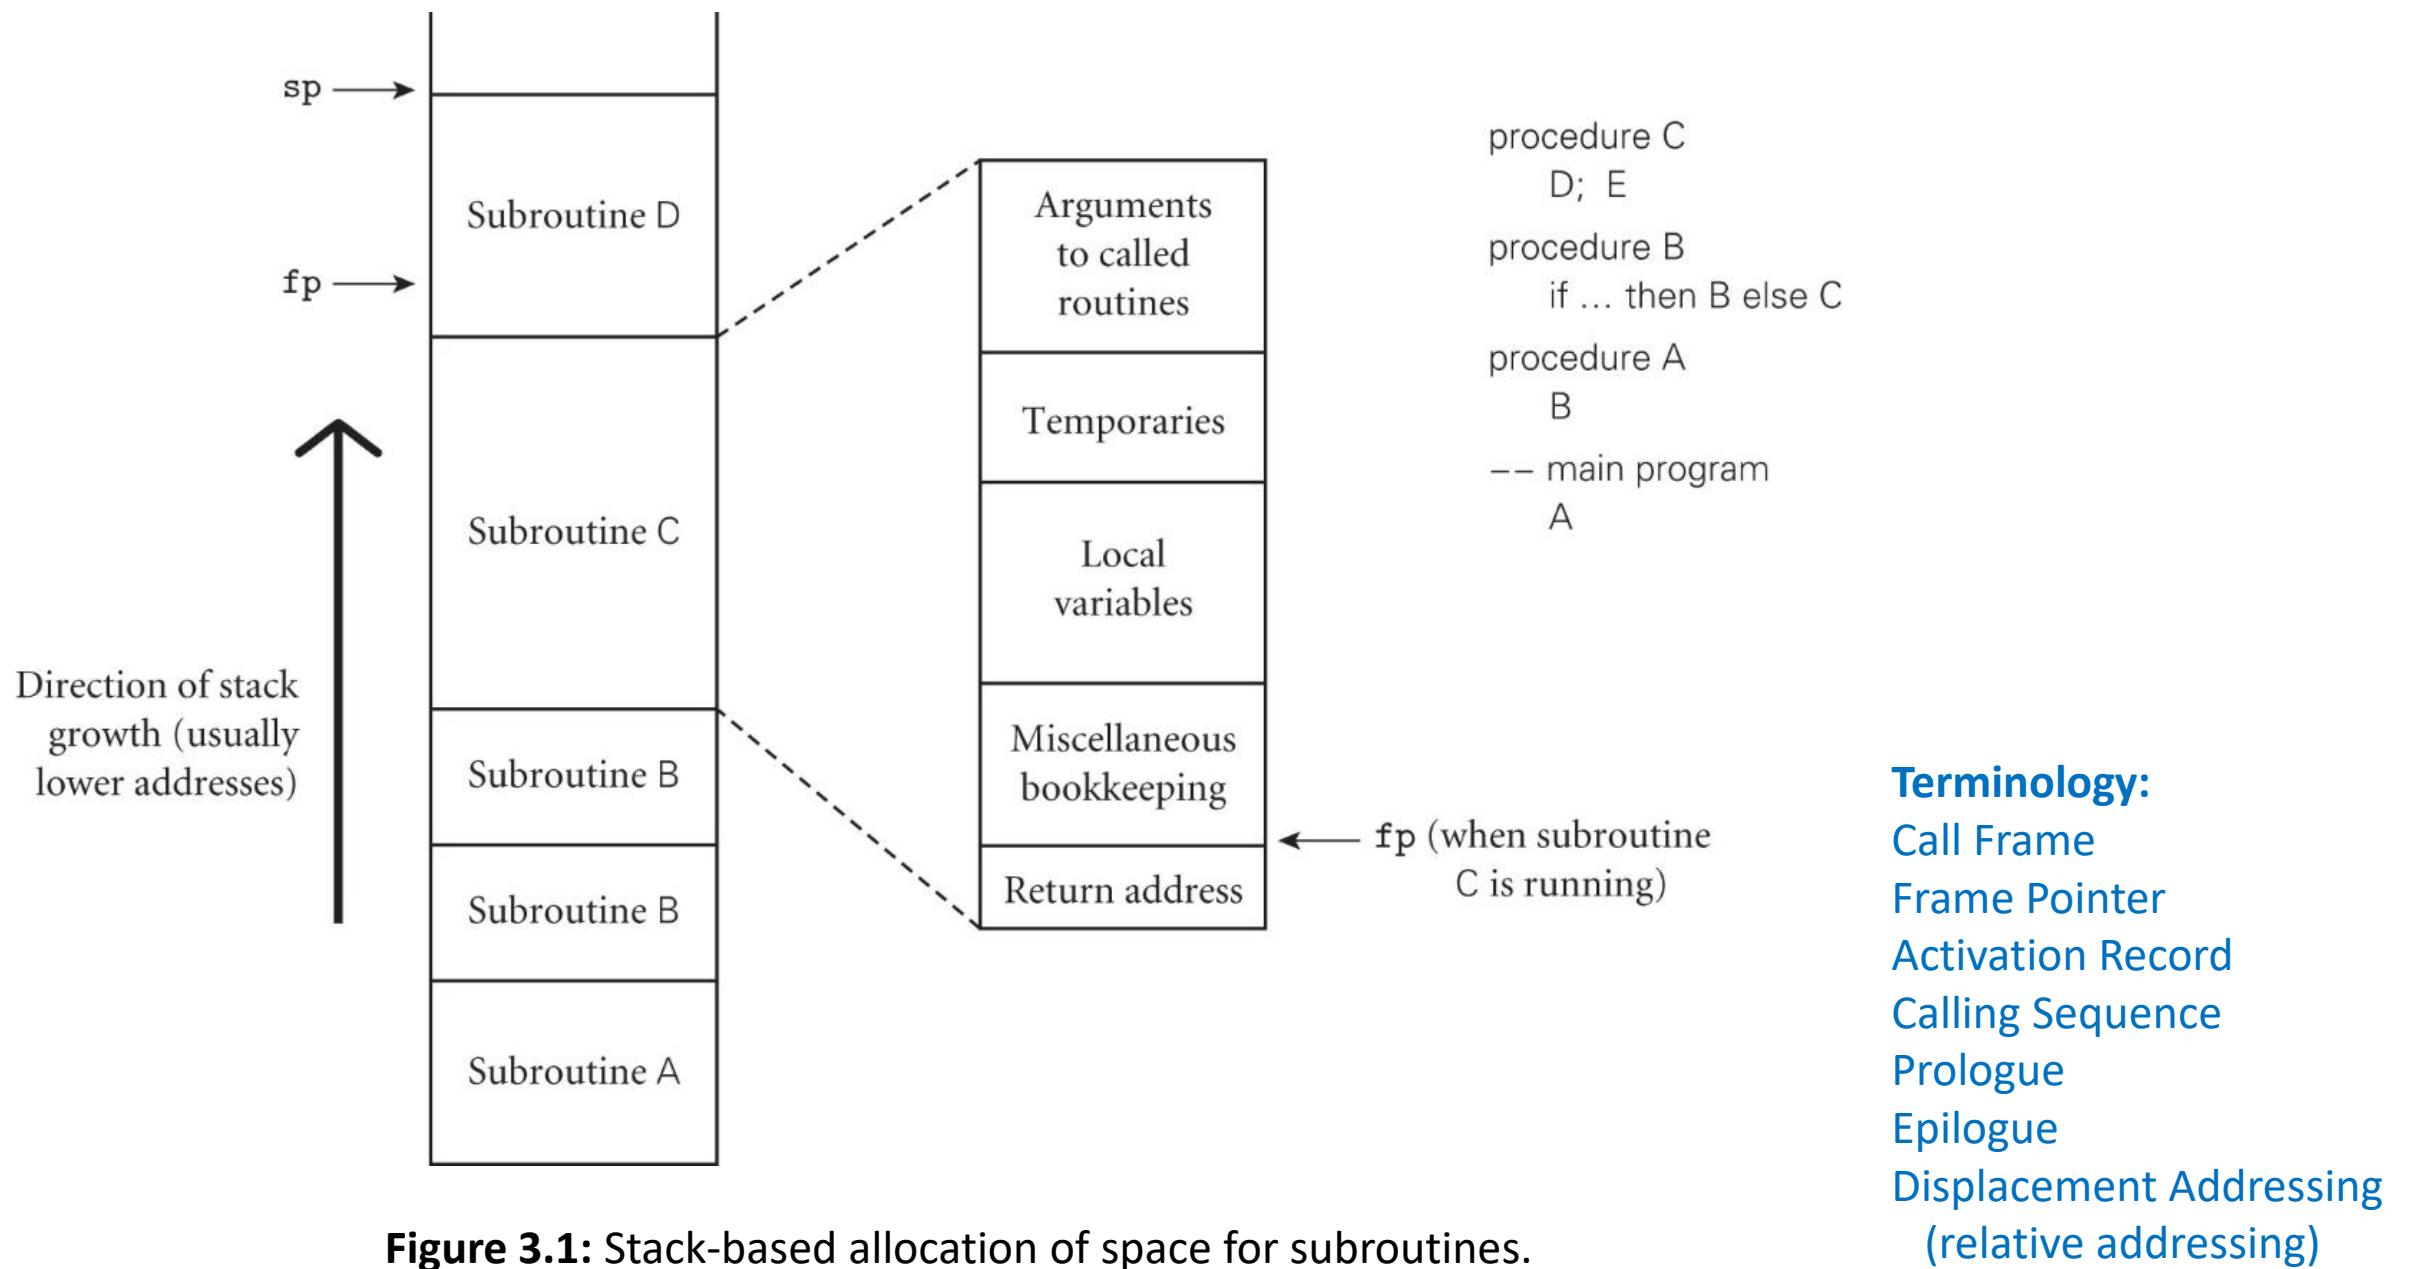 sp
Subroutine D
fp
Subroutine C
Direction of stack
growth (usually
lower addresses)
Subroutine B
Subroutine B
Subroutine A
Arguments
to called
routines
Temporaries
Local
variables
Miscellaneous
bookkeeping
Return address
fp (when subroutine
C is running)
procedure C
D; E
procedure B
if ... then B else C
procedure A
B
-- main program
A
Terminology:
Call Frame
Frame Pointer
Activation Record
Calling Sequence
Prologue
Epilogue
Displacement Addressing
(relative addressing)
Figure 3.1: Stack-based allocation of space for subroutines.